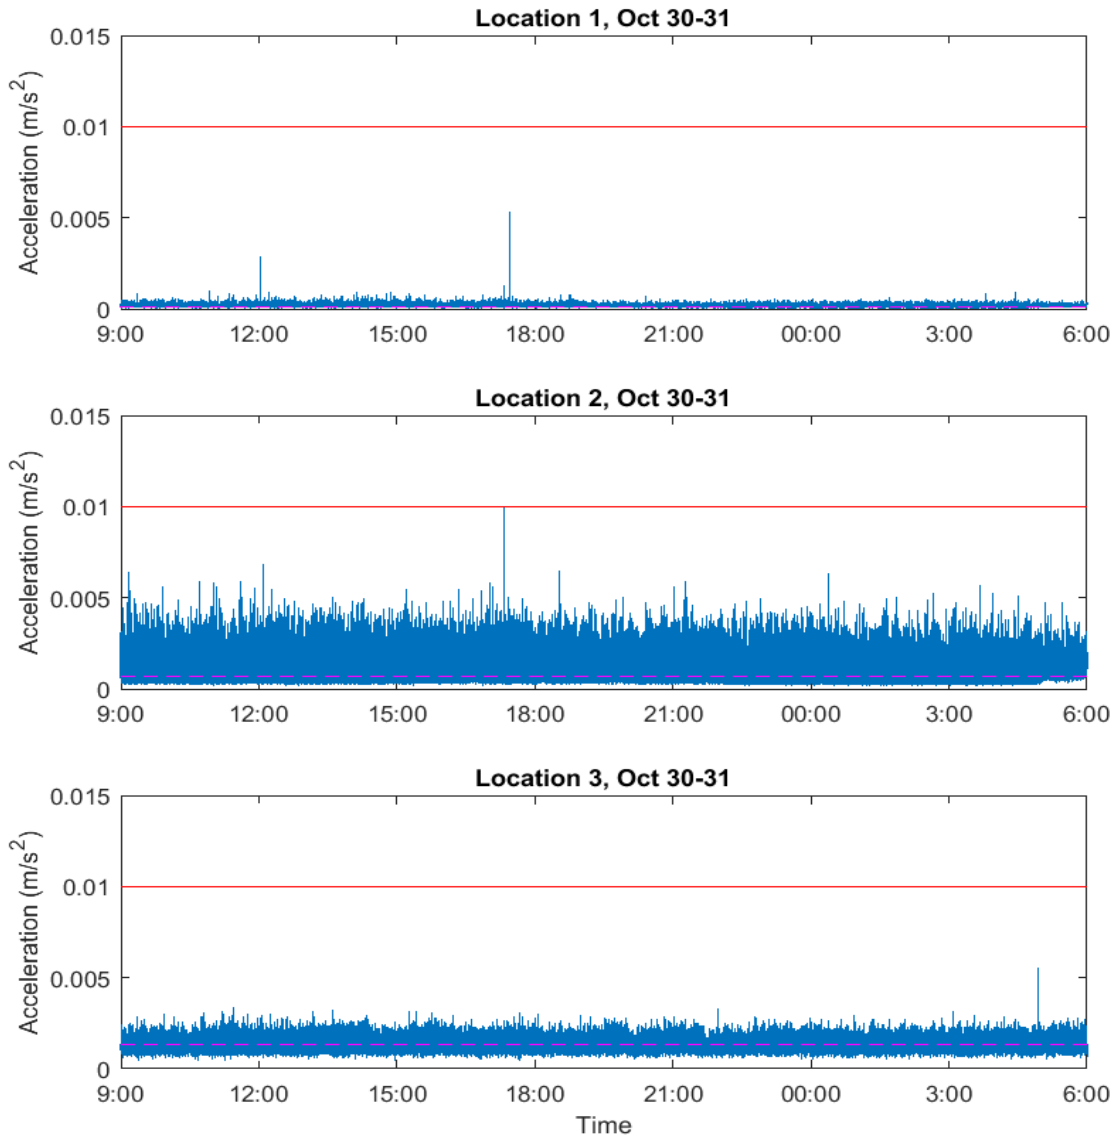 Location 1, Oct 30-31
Acceleration (m/s²)
0.015
0.01
0.005
0
9:00 12:00 15:00 18:00 21:00 00:00 3:00 6:00
Location 2, Oct 30-31
Acceleration (m/s²)
0.015
0.01
0.005
0
9:00 12:00 15:00 18:00 21:00 00:00 3:00 6:00
Location 3, Oct 30-31
Acceleration (m/s²)
0.015
0.01
0.005
0
9:00 12:00 15:00 18:00 21:00 00:00 3:00 6:00
Time